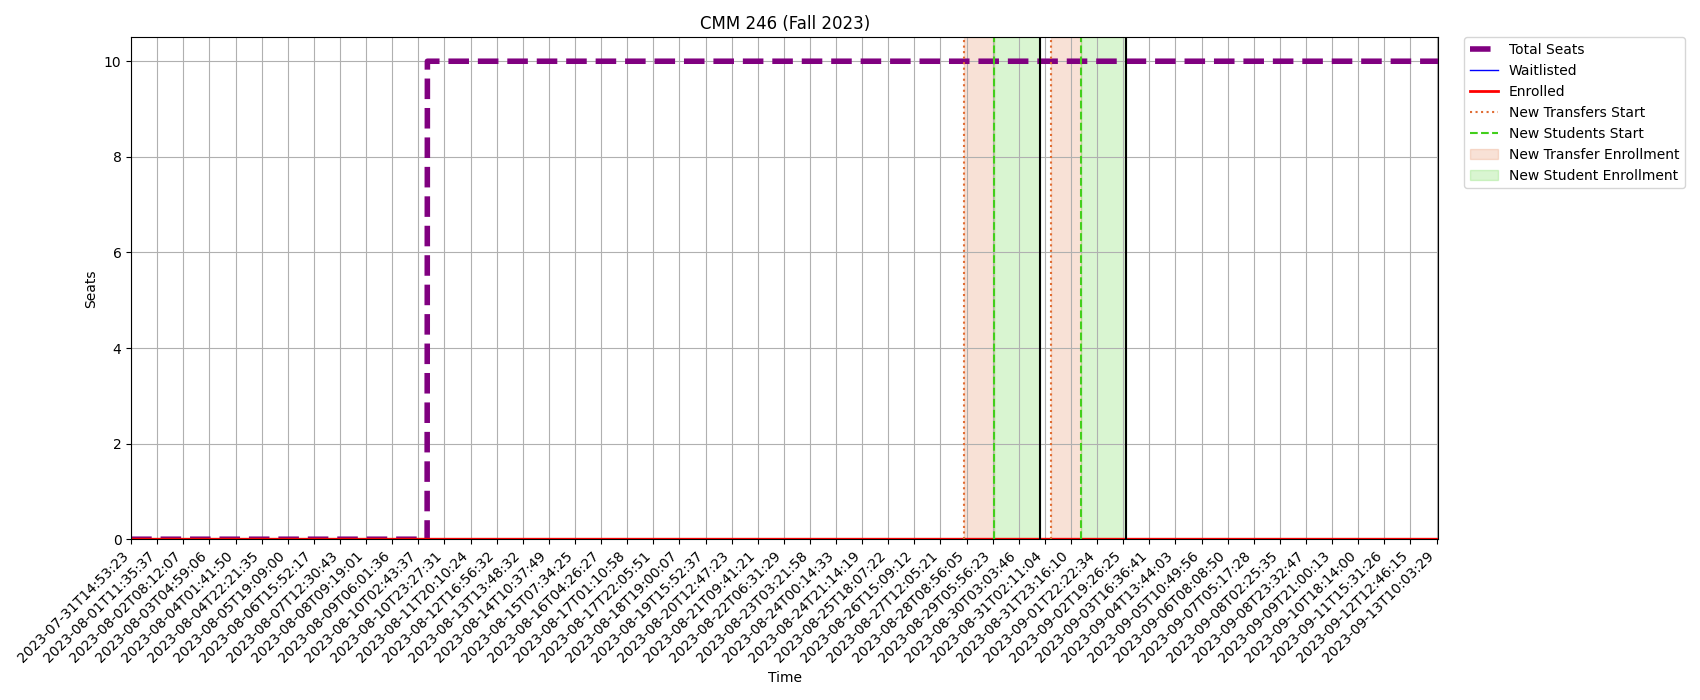 CMM 246 (Fall 2023)
Total Seats
Waitlisted
Enrolled
New Transfers Start
New Students Start
New Transfer Enrollment
New Student Enrollment
Seats
10
8
6
4
2
0
2023-07-31T14:53:23
2023-08-01T11:35:37
2023-08-02T08:12:07
2023-08-03T04:59:06
2023-08-04T01:41:50
2023-08-04T22:21:35
2023-08-05T19:09:00
2023-08-06T15:52:17
2023-08-07T12:30:43
2023-08-08T09:19:01
2023-08-09T06:01:36
2023-08-10T02:43:37
2023-08-10T23:27:31
2023-08-11T20:10:24
2023-08-12T16:56:32
2023-08-13T13:48:32
2023-08-14T10:37:49
2023-08-15T07:34:25
2023-08-16T04:26:27
2023-08-17T01:10:58
2023-08-17T22:05:51
2023-08-18T19:00:07
2023-08-19T15:52:37
2023-08-20T12:47:23
2023-08-21T09:41:21
2023-08-22T06:31:29
2023-08-23T03:21:58
2023-08-24T00:14:33
2023-08-24T21:14:19
2023-08-25T18:07:22
2023-08-26T15:09:12
2023-08-27T12:05:21
2023-08-28T08:56:05
2023-08-29T05:56:23
2023-08-30T03:03:46
2023-08-31T02:11:04
2023-08-31T23:16:10
2023-09-01T22:22:34
2023-09-02T19:26:25
2023-09-03T16:36:41
2023-09-04T13:44:03
2023-09-05T10:49:56
2023-09-06T08:08:50
2023-09-07T05:17:28
2023-09-08T02:25:35
2023-09-08T23:32:47
2023-09-09T21:00:13
2023-09-10T18:14:00
2023-09-11T15:31:26
2023-09-12T12:46:15
2023-09-13T10:03:29
Time